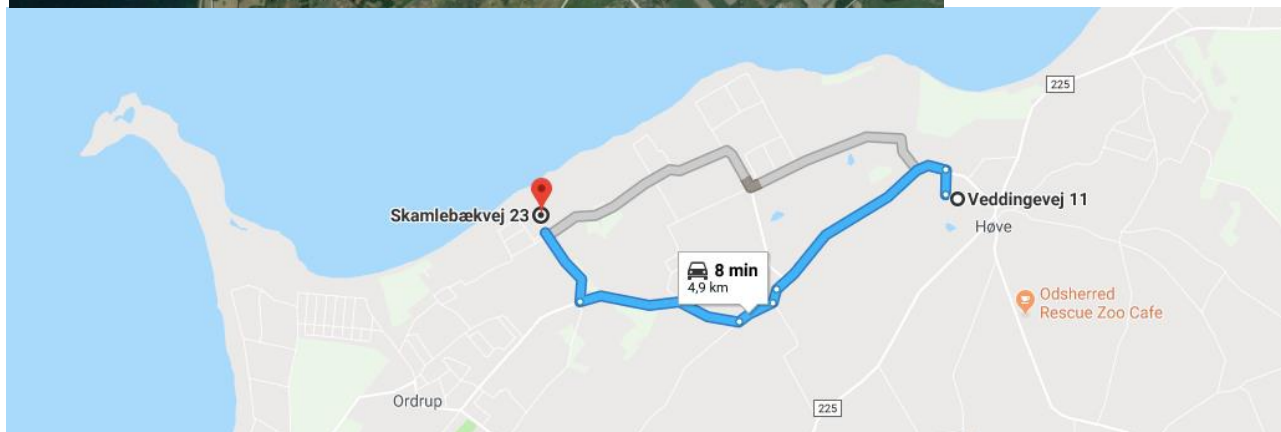 225
Skamlebækvej 23
Veddingevej 11
Høve
8 min
4,9 km
Odsherred
Rescue Zoo Cafe
Ordrup
225